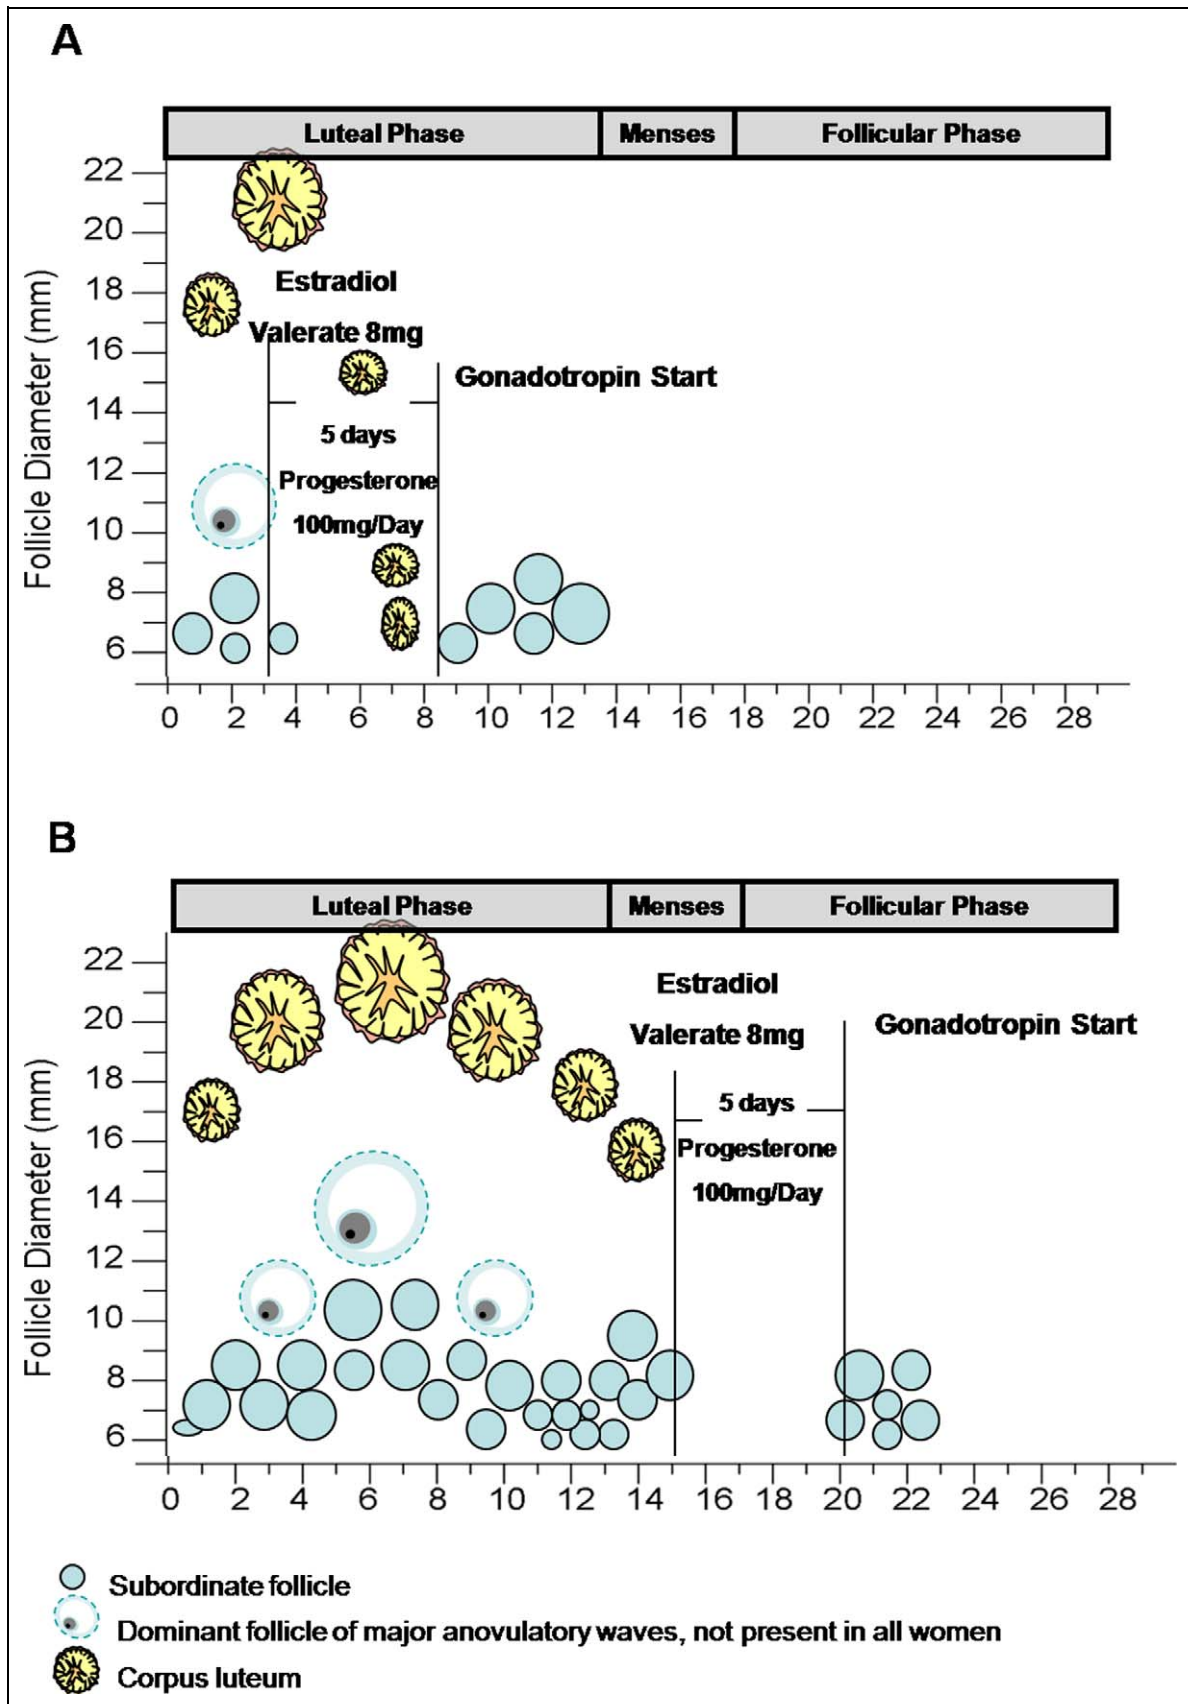 A
Luteal Phase Menses Follicular Phase
22
20
18
16
14
12
10
8
6
Follicle Diameter (mm)
Estradiol
Valerate 8mg
Gonadotropin Start
5 days
Progesterone
100mg/Day
0 2 4 6 8 10 12 14 16 18 20 22 24 26 28
B
Luteal Phase Menses Follicular Phase
22
20
18
16
14
12
10
8
6
Follicle Diameter (mm)
Estradiol
Valerate 8mg
Gonadotropin Start
5 days
Progesterone
100mg/Day
0 2 4 6 8 10 12 14 16 18 20 22 24 26 28
Subordinate follicle
Dominant follicle of major anovulatory waves, not present in all women
Corpus luteum